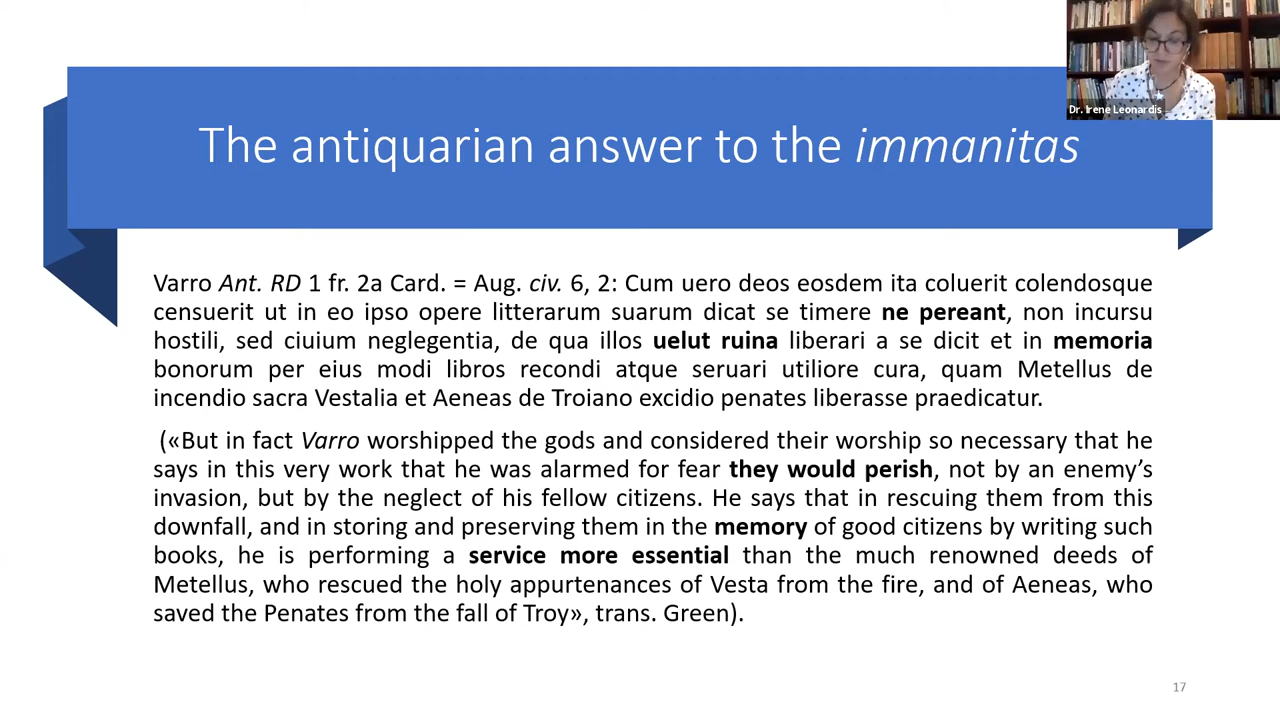 Dr. Irene Leonardis
The antiquarian answer to the immanitas
Varro Ant. RD 1 fr. 2a Card. = Aug. civ. 6, 2: Cum uero deos eosdem ita coluerit colendosque
censuerit ut in eo ipso opere litterarum suarum dicat se timere ne pereant, non incursu
hostili, sed ciuium neglegentia, de qua illos uelut ruina liberari a se dicit et in memoria
bonorum per eius modi libros recondi atque seruari utiliore cura, quam Metellus de
incendio sacra Vestalia et Aeneas de Troiano excidio penates liberasse praedicatur.
(«But in fact Varro worshipped the gods and considered their worship so necessary that he
says in this very work that he was alarmed for fear they would perish, not by an enemy’s
invasion, but by the neglect of his fellow citizens. He says that in rescuing them from this
downfall, and in storing and preserving them in the memory of good citizens by writing such
books, he is performing a service more essential than the much renowned deeds of
Metellus, who rescued the holy appurtenances of Vesta from the fire, and of Aeneas, who
saved the Penates from the fall of Troy», trans. Green).
17